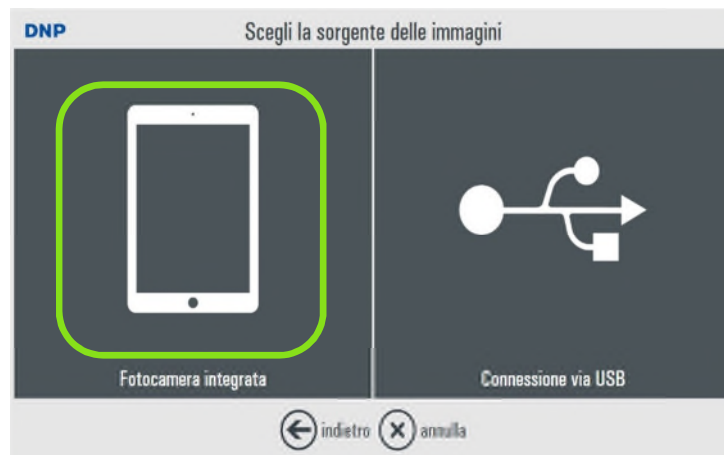 DNP
Scegli la sorgente delle immagini
Fotocamera integrata
Connessione via USB
indietro annulla